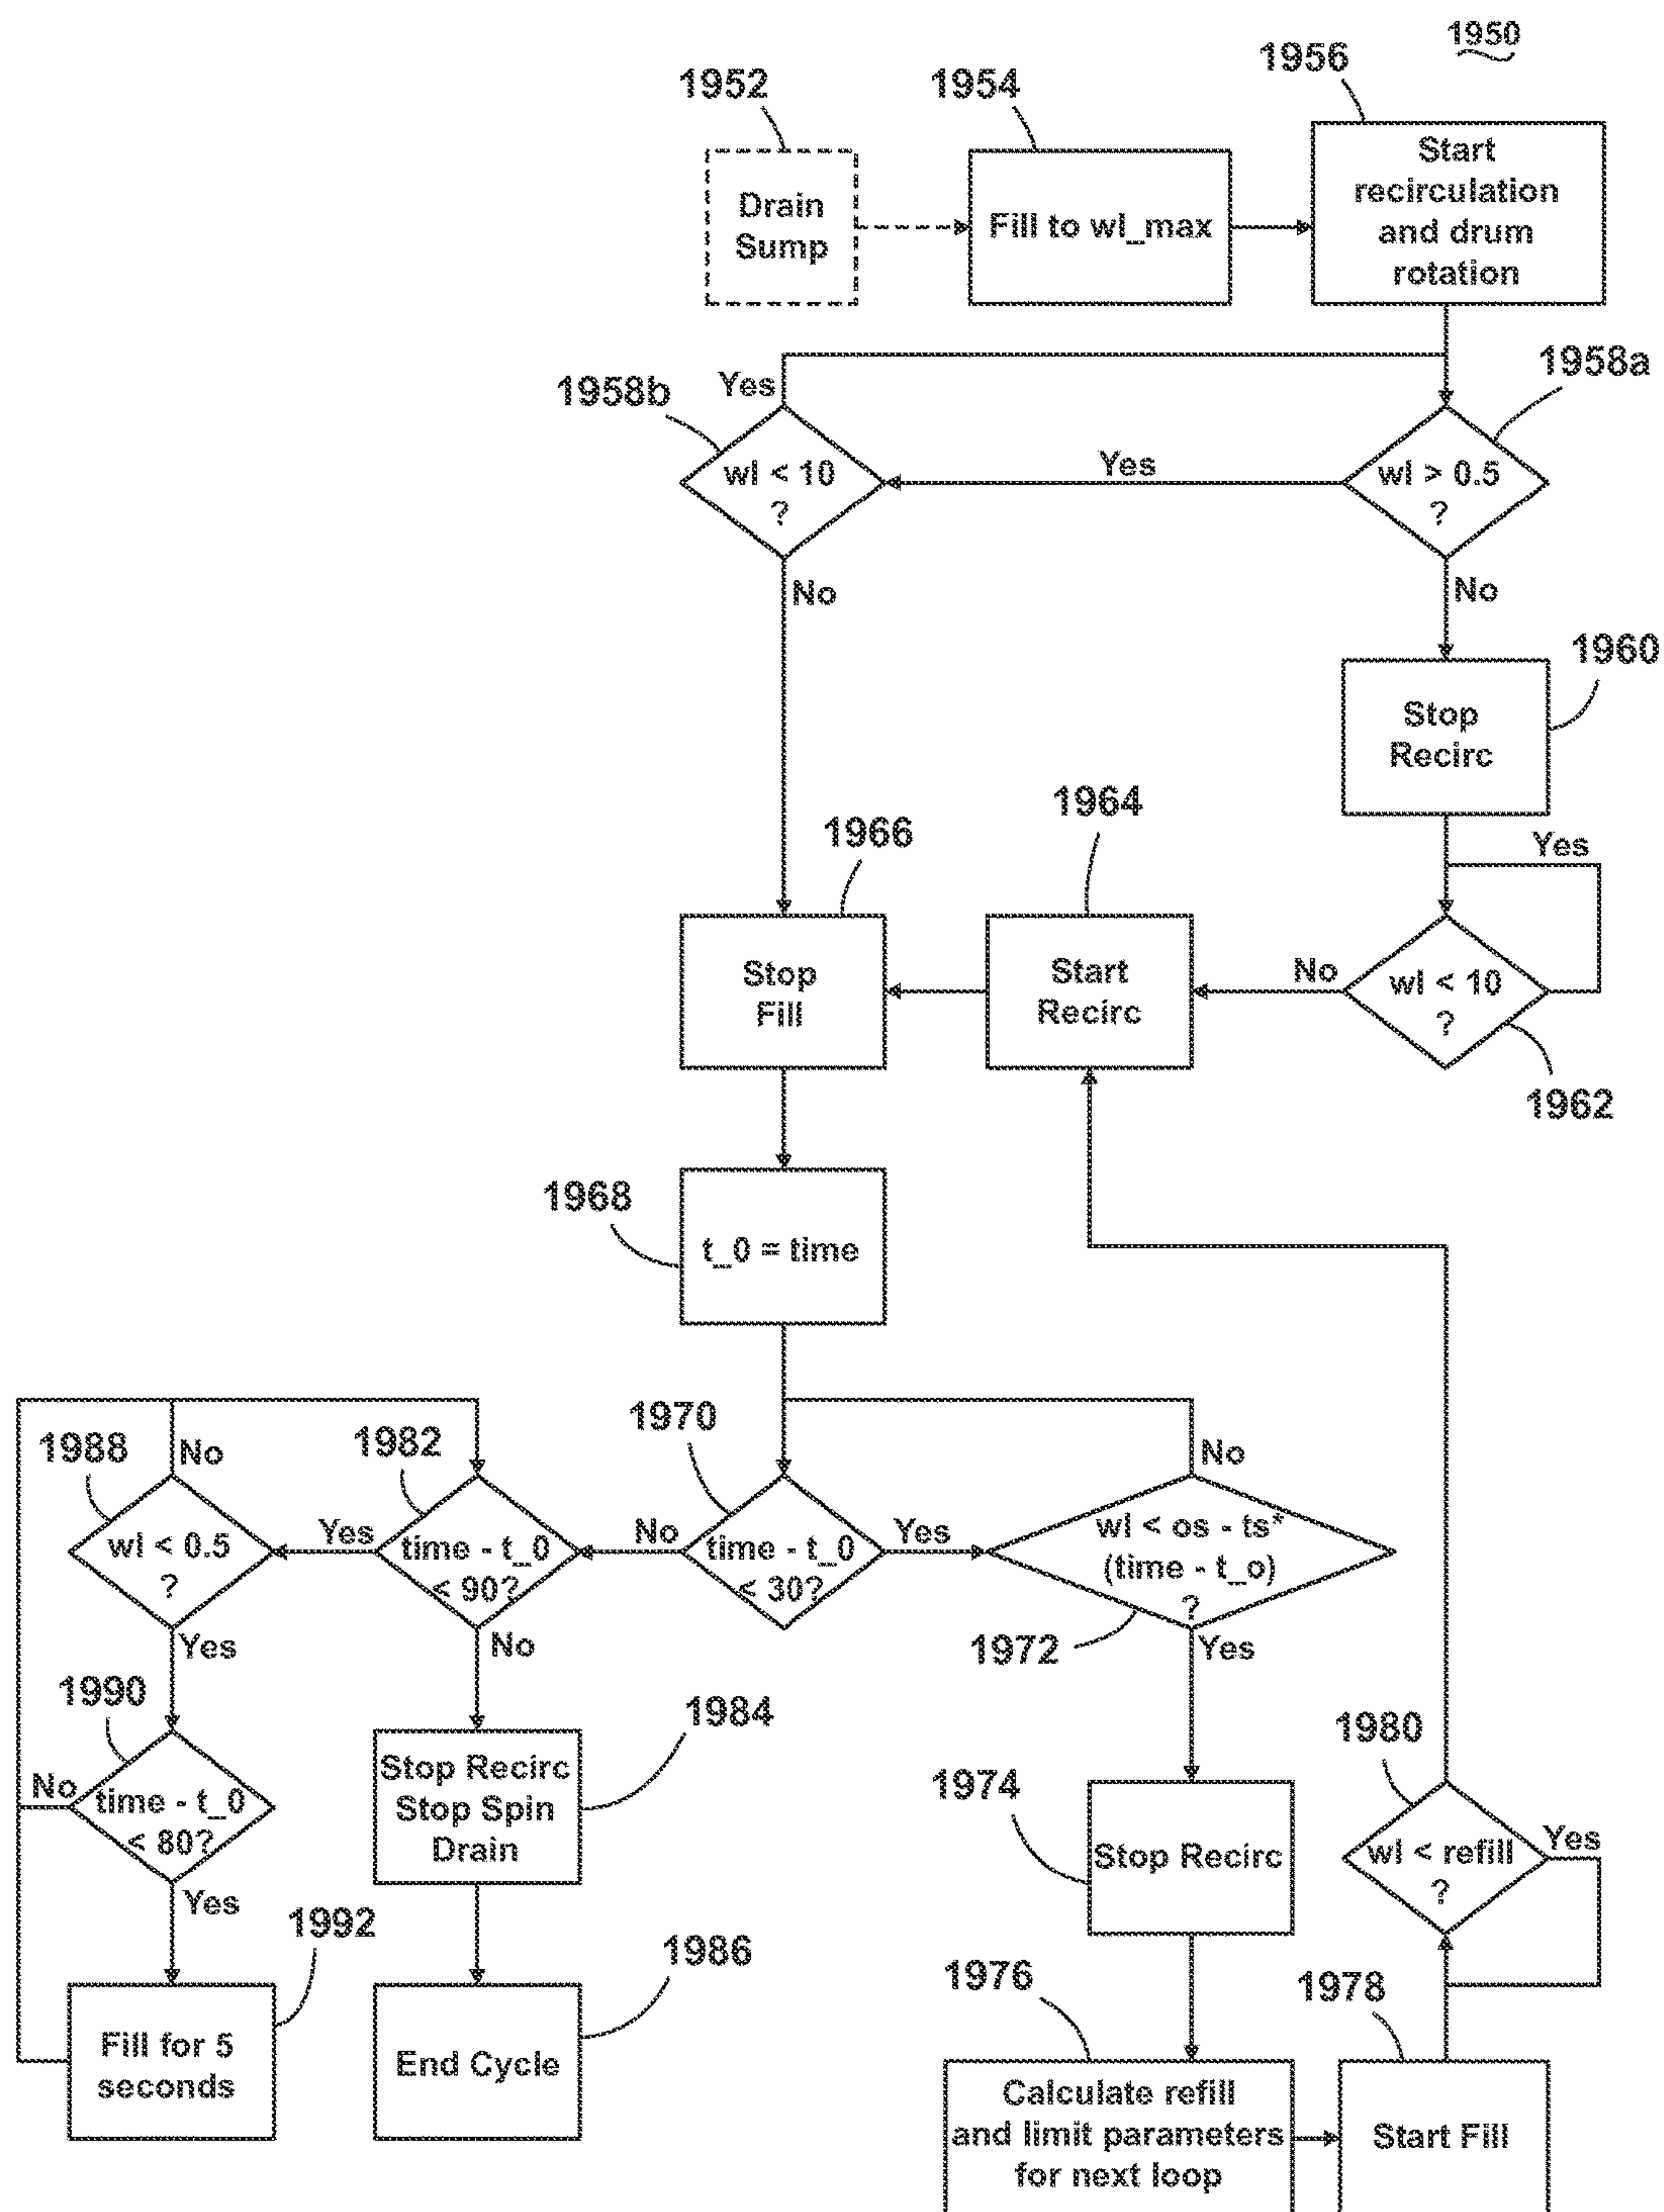 1950
1952
1954
1956
Drain
Sump
Fill to wl_max
Start
recirculation
and drum
rotation
1958b
Yes
1958a
wl < 10
?
Yes
wl > 0.5
?
No
No
1960
Stop
Recirc
1966
1964
Yes
Stop
Fill
Start
Recirc
No
wl < 10
?
1962
1968
t_0 = time
1988
No
1982
1970
No
wl < 0.5
?
Yes
time - t_0
< 90?
No
time - t_0
< 30?
Yes
wl < os - ts*
(time - t_o)
?
1972
Yes
Yes
No
1990
No
time - t_0
< 80?
Yes
1984
Stop Recirc
Stop Spin
Drain
1974
Stop Recirc
1980
wl < refill
?
Yes
1992
Fill for 5
seconds
1986
End Cycle
1976
Calculate refill
and limit parameters
for next loop
1978
Start Fill